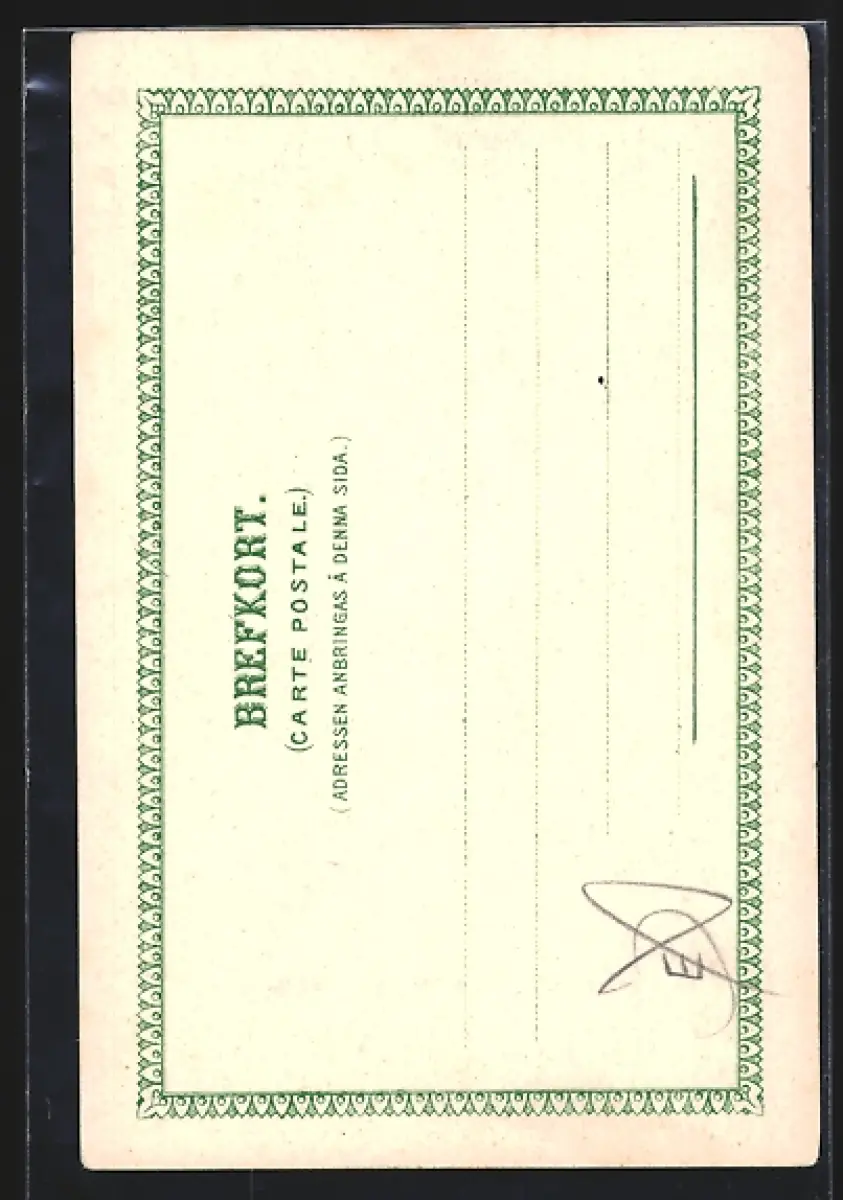 BREFKORT.
(CARTE POSTALE.)
(ADRESSEN ANBRINGAS Å DENNA SIDA.)
E